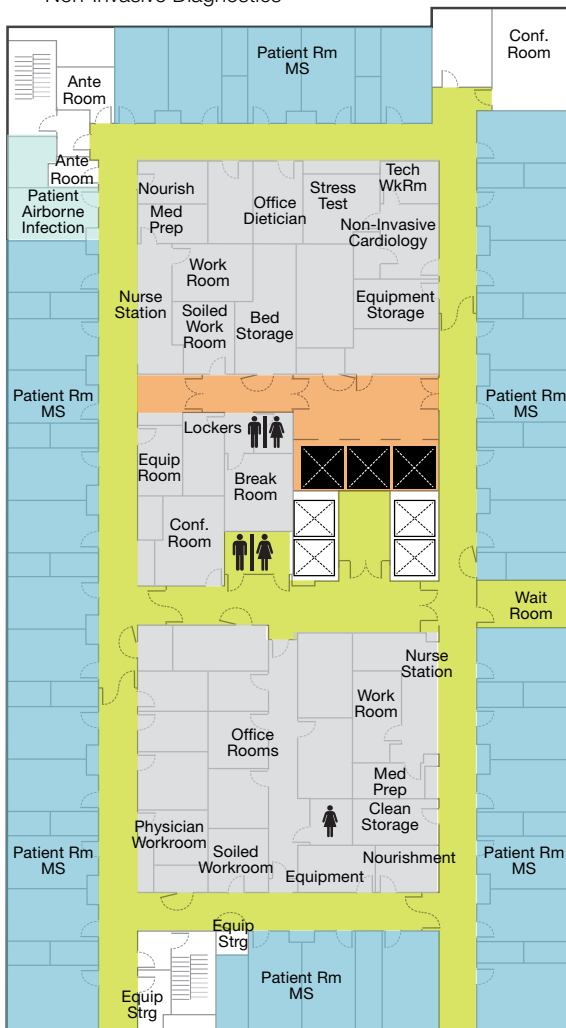 Non-Invasive Diagnostics
Conf.
Room
Patient Rm
MS
Ante
Room
Ante
Room
Patient
Airborne
Infection
Tech
WkRm
Stress
Test
Office
Dietician
Nourish
Med
Prep
Non-Invasive
Cardiology
Work
Room
Nurse
Station
Equipment
Storage
Soiled
Work
Room
Bed
Storage
Patient Rm
MS
Patient Rm
MS
Lockers
Equip
Room
Break
Room
Conf.
Room
Wait
Room
Nurse
Station
Work
Room
Office
Rooms
Med
Prep
Clean
Storage
Physician
Workroom
Soiled
Workroom
Nourishment
Equipment
Patient Rm
MS
Patient Rm
MS
Equip
Strg
Patient Rm
MS
Equip
Strg